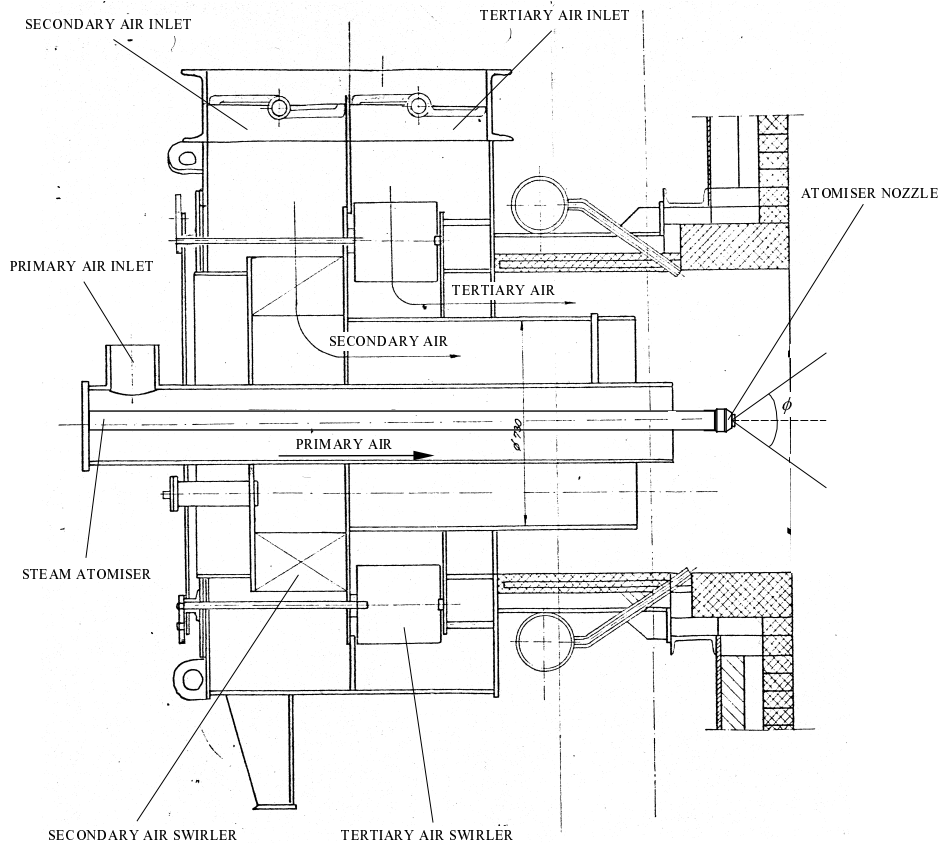 TERTIARY AIR INLET
SECONDARY AIR INLET
ATOMISER NOZZLE
PRIMARY AIR INLET
TERTIARY AIR
SECONDARY AIR
ϕ
PRIMARY AIR
STEAM ATOMISER
SECONDARY AIR SWIRLER
TERTIARY AIR SWIRLER